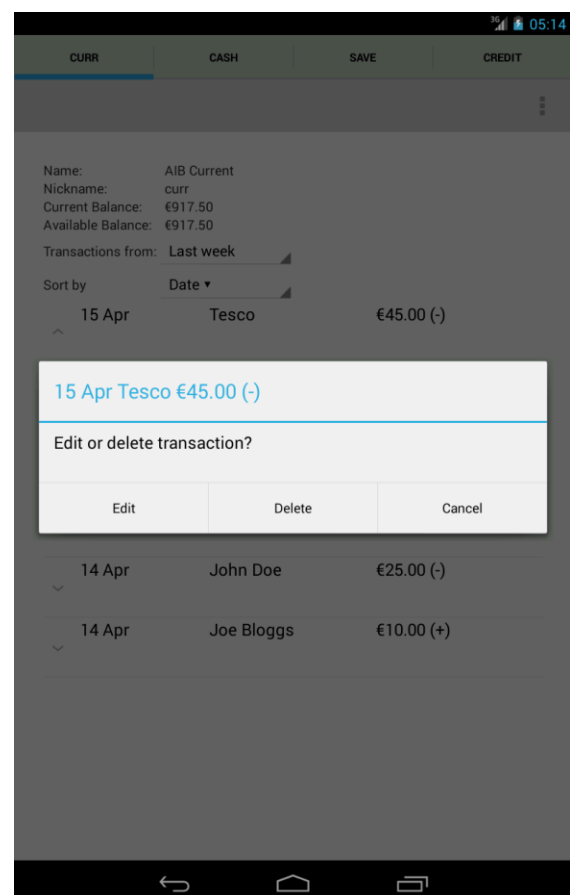 3G 05:14
CURR CASH SAVE CREDIT
Name: AIB Current
Nickname: curr
Current Balance: €917.50
Available Balance: €917.50
Transactions from: Last week
Sort by Date ▾
15 Apr Tesco €45.00 (-)
15 Apr Tesco €45.00 (-)
Edit or delete transaction?
Edit Delete Cancel
14 Apr John Doe €25.00 (-)
14 Apr Joe Bloggs €10.00 (+)